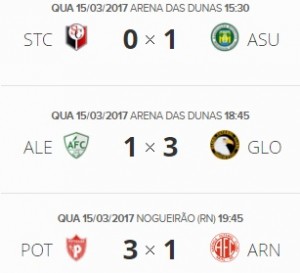 QUA 15/03/2017 ARENA DAS DUNAS 15:30
STC 0 × 1 ASU
QUA 15/03/2017 ARENA DAS DUNAS 18:45
ALE AFC 1 × 3 GLO
QUA 15/03/2017 NOGUEIRÃO (RN) 19:45
POT P 3 × 1 ARN